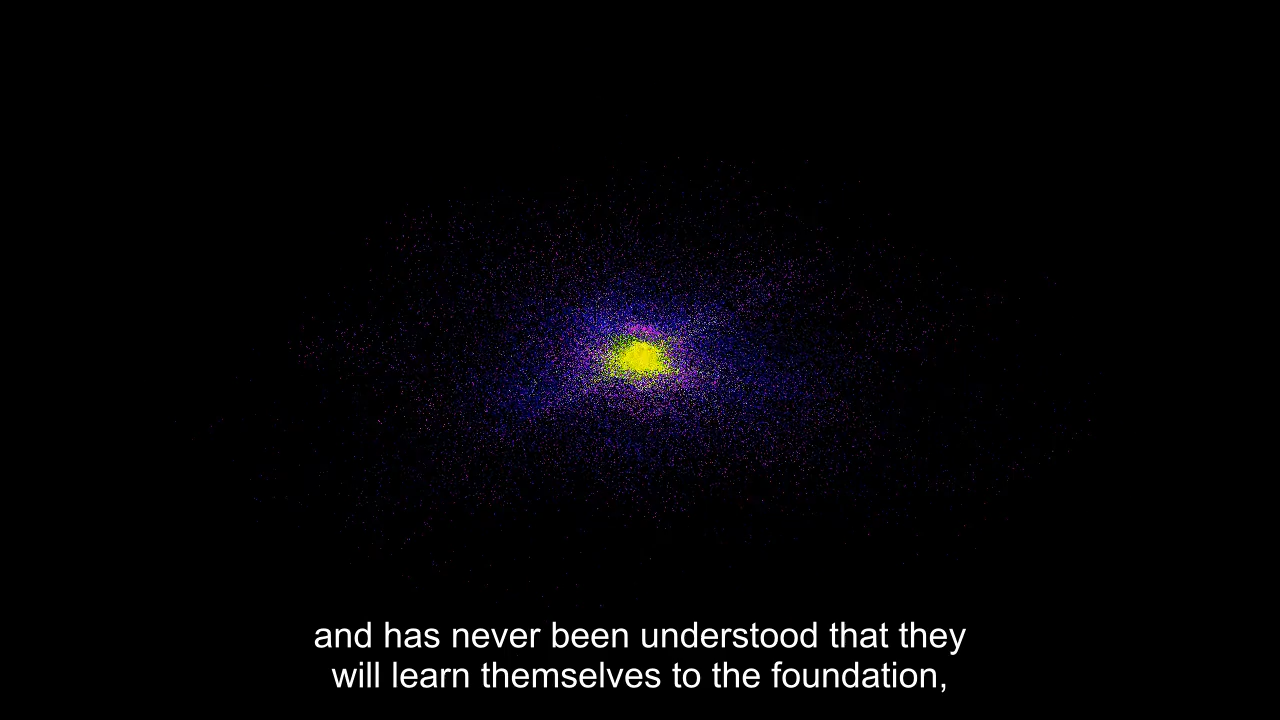 and has never been understood that they
will learn themselves to the foundation,